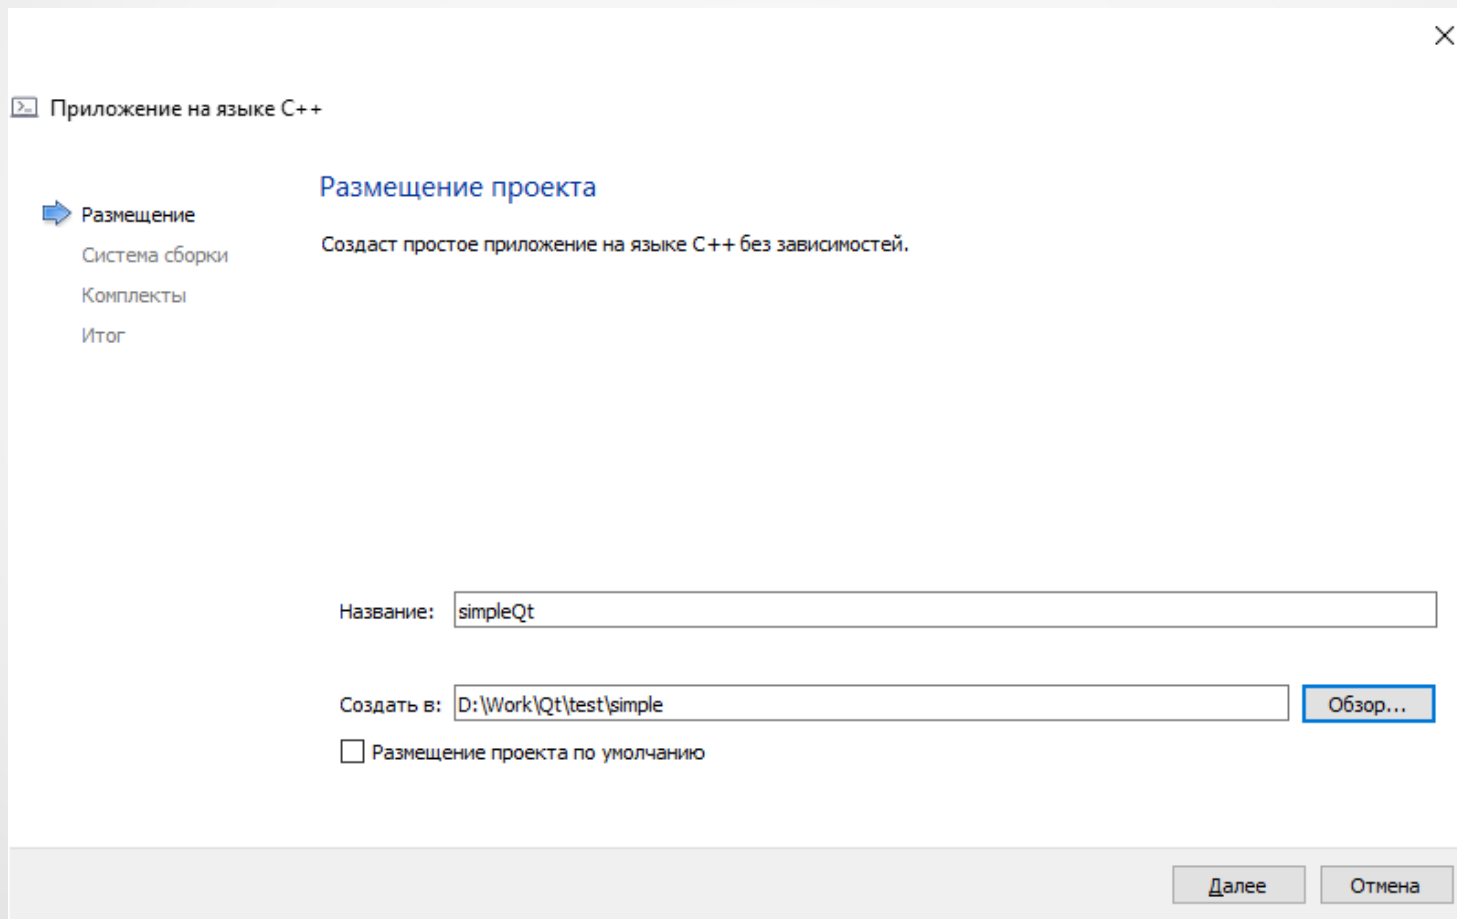 Приложение на языке C++
Размещение
Система сборки
Комплекты
Итог
Размещение проекта
Создаст простое приложение на языке C++ без зависимостей.
Название: simpleQt
Создать в: D:\Work\Qt\test\simple Обзор...
Размещение проекта по умолчанию
Далее Отмена